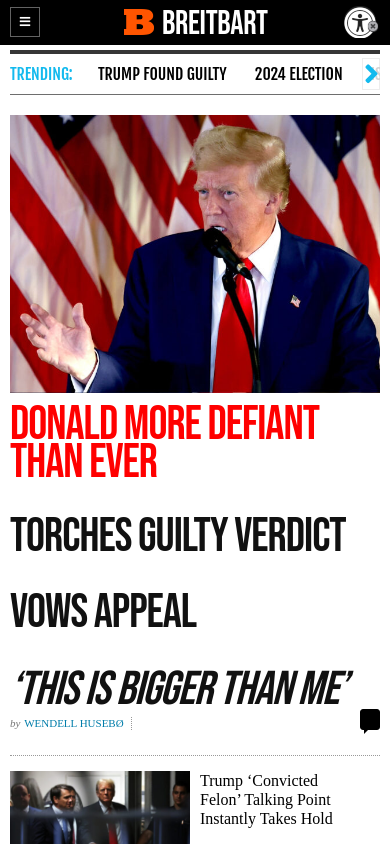 BREITBART
TRENDING: TRUMP FOUND GUILTY 2024 ELECTION
DONALD MORE DEFIANT
THAN EVER
TORCHES GUILTY VERDICT
VOWS APPEAL
‘THIS IS BIGGER THAN ME’
by WENDELL HUSEBØ
Trump ‘Convicted
Felon’ Talking Point
Instantly Takes Hold